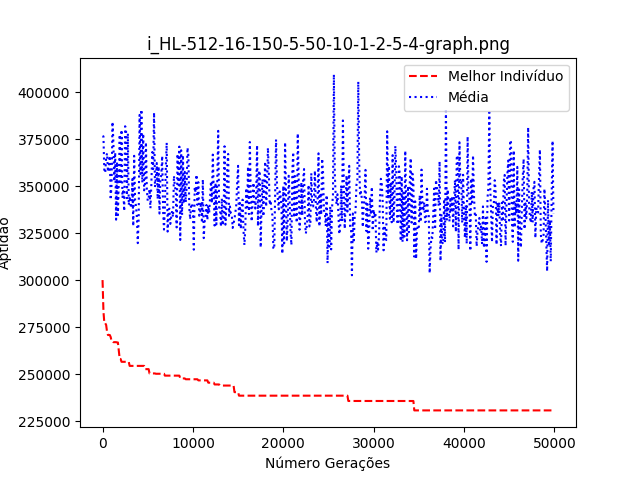 i_HL-512-16-150-5-50-10-1-2-5-4-graph.png
Melhor Indivíduo
Média
Aptidão
400000
375000
350000
325000
300000
275000
250000
225000
0 10000 20000 30000 40000 50000
Número Gerações